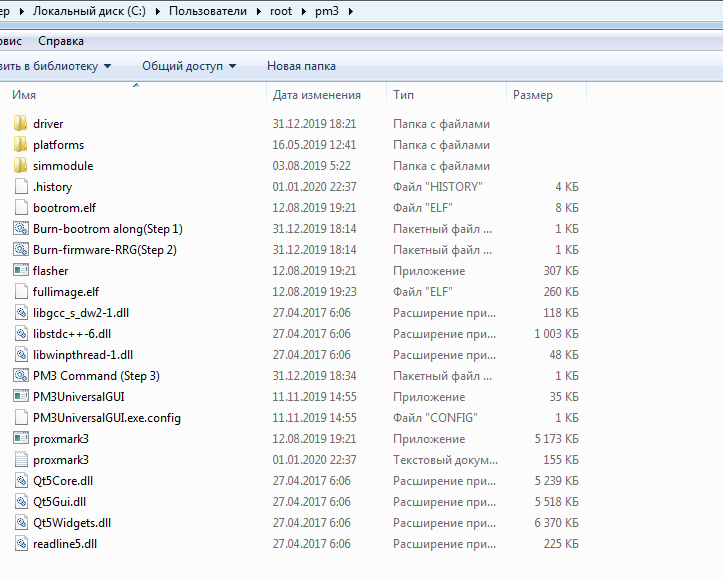 ер ▸ Локальный диск (C:) ▸ Пользователи ▸ root ▸ pm3 ▸
рвис Справка
вить в библиотеку Общий доступ Новая папка
Имя Дата изменения Тип Размер
driver 31.12.2019 18:21 Папка с файлами
platforms 16.05.2019 12:41 Папка с файлами
simmodule 03.08.2019 5:22 Папка с файлами
.history 01.01.2020 22:37 Файл "HISTORY" 4 КБ
bootrom.elf 12.08.2019 19:21 Файл "ELF" 8 КБ
Burn-bootrom along(Step 1) 31.12.2019 18:14 Пакетный файл ... 1 КБ
Burn-firmware-RRG(Step 2) 31.12.2019 18:14 Пакетный файл ... 1 КБ
flasher 12.08.2019 19:21 Приложение 307 КБ
fullimage.elf 12.08.2019 19:23 Файл "ELF" 260 КБ
libgcc_s_dw2-1.dll 27.04.2017 6:06 Расширение при... 118 КБ
libstdc++-6.dll 27.04.2017 6:06 Расширение при... 1 003 КБ
libwinpthread-1.dll 27.04.2017 6:06 Расширение при... 48 КБ
PM3 Command (Step 3) 31.12.2019 18:34 Пакетный файл ... 1 КБ
PM3UniversalGUI 11.11.2019 14:55 Приложение 35 КБ
PM3UniversalGUI.exe.config 11.11.2019 14:55 Файл "CONFIG" 1 КБ
proxmark3 12.08.2019 19:21 Приложение 5 173 КБ
proxmark3 01.01.2020 22:37 Текстовый докум... 155 КБ
Qt5Core.dll 27.04.2017 6:06 Расширение при... 5 239 КБ
Qt5Gui.dll 27.04.2017 6:06 Расширение при... 5 518 КБ
Qt5Widgets.dll 27.04.2017 6:06 Расширение при... 6 370 КБ
readline5.dll 27.04.2017 6:06 Расширение при... 225 КБ